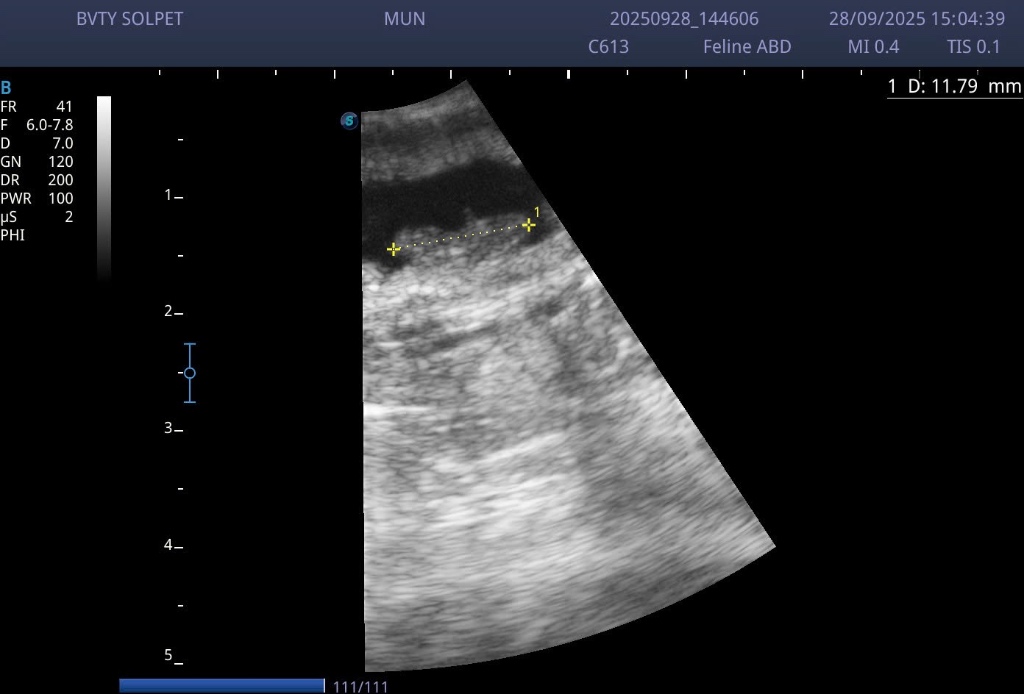 BVTY SOLPET MUN 20250928_144606 28/09/2025 15:04:39
C613 Feline ABD MI 0.4 TIS 0.1
B
FR 41
F 6.0-7.8
D 7.0
GN 120
DR 200
PWR 100
µS 2
PHI
1 D: 11.79 mm
S
1
1
2
3
4
5
111/111